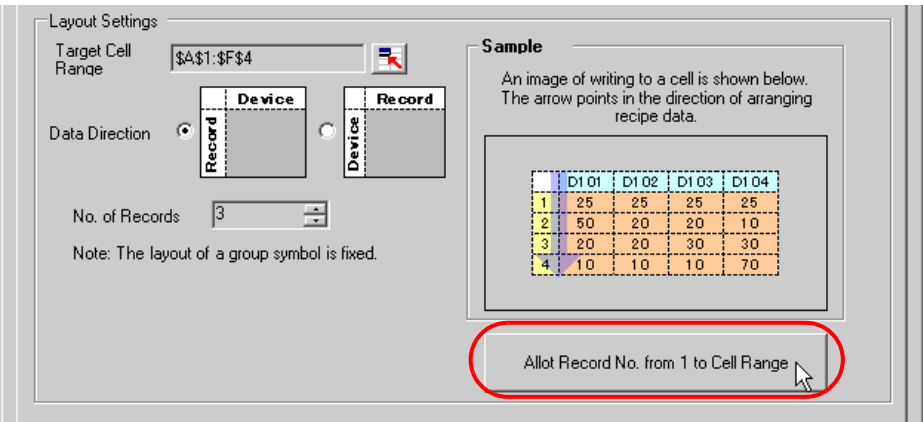 Layout Settings
Target Cell
Range
$A$1:$F$4
Data Direction
Device
Record
Record
Device
No. of Records
3
Note: The layout of a group symbol is fixed.
Sample
An image of writing to a cell is shown below.
The arrow points in the direction of arranging
recipe data.
D101 D102 D103 D104
1 25 25 25 25
2 50 20 20 10
3 20 20 30 30
4 10 10 10 70
Allot Record No. from 1 to Cell Range